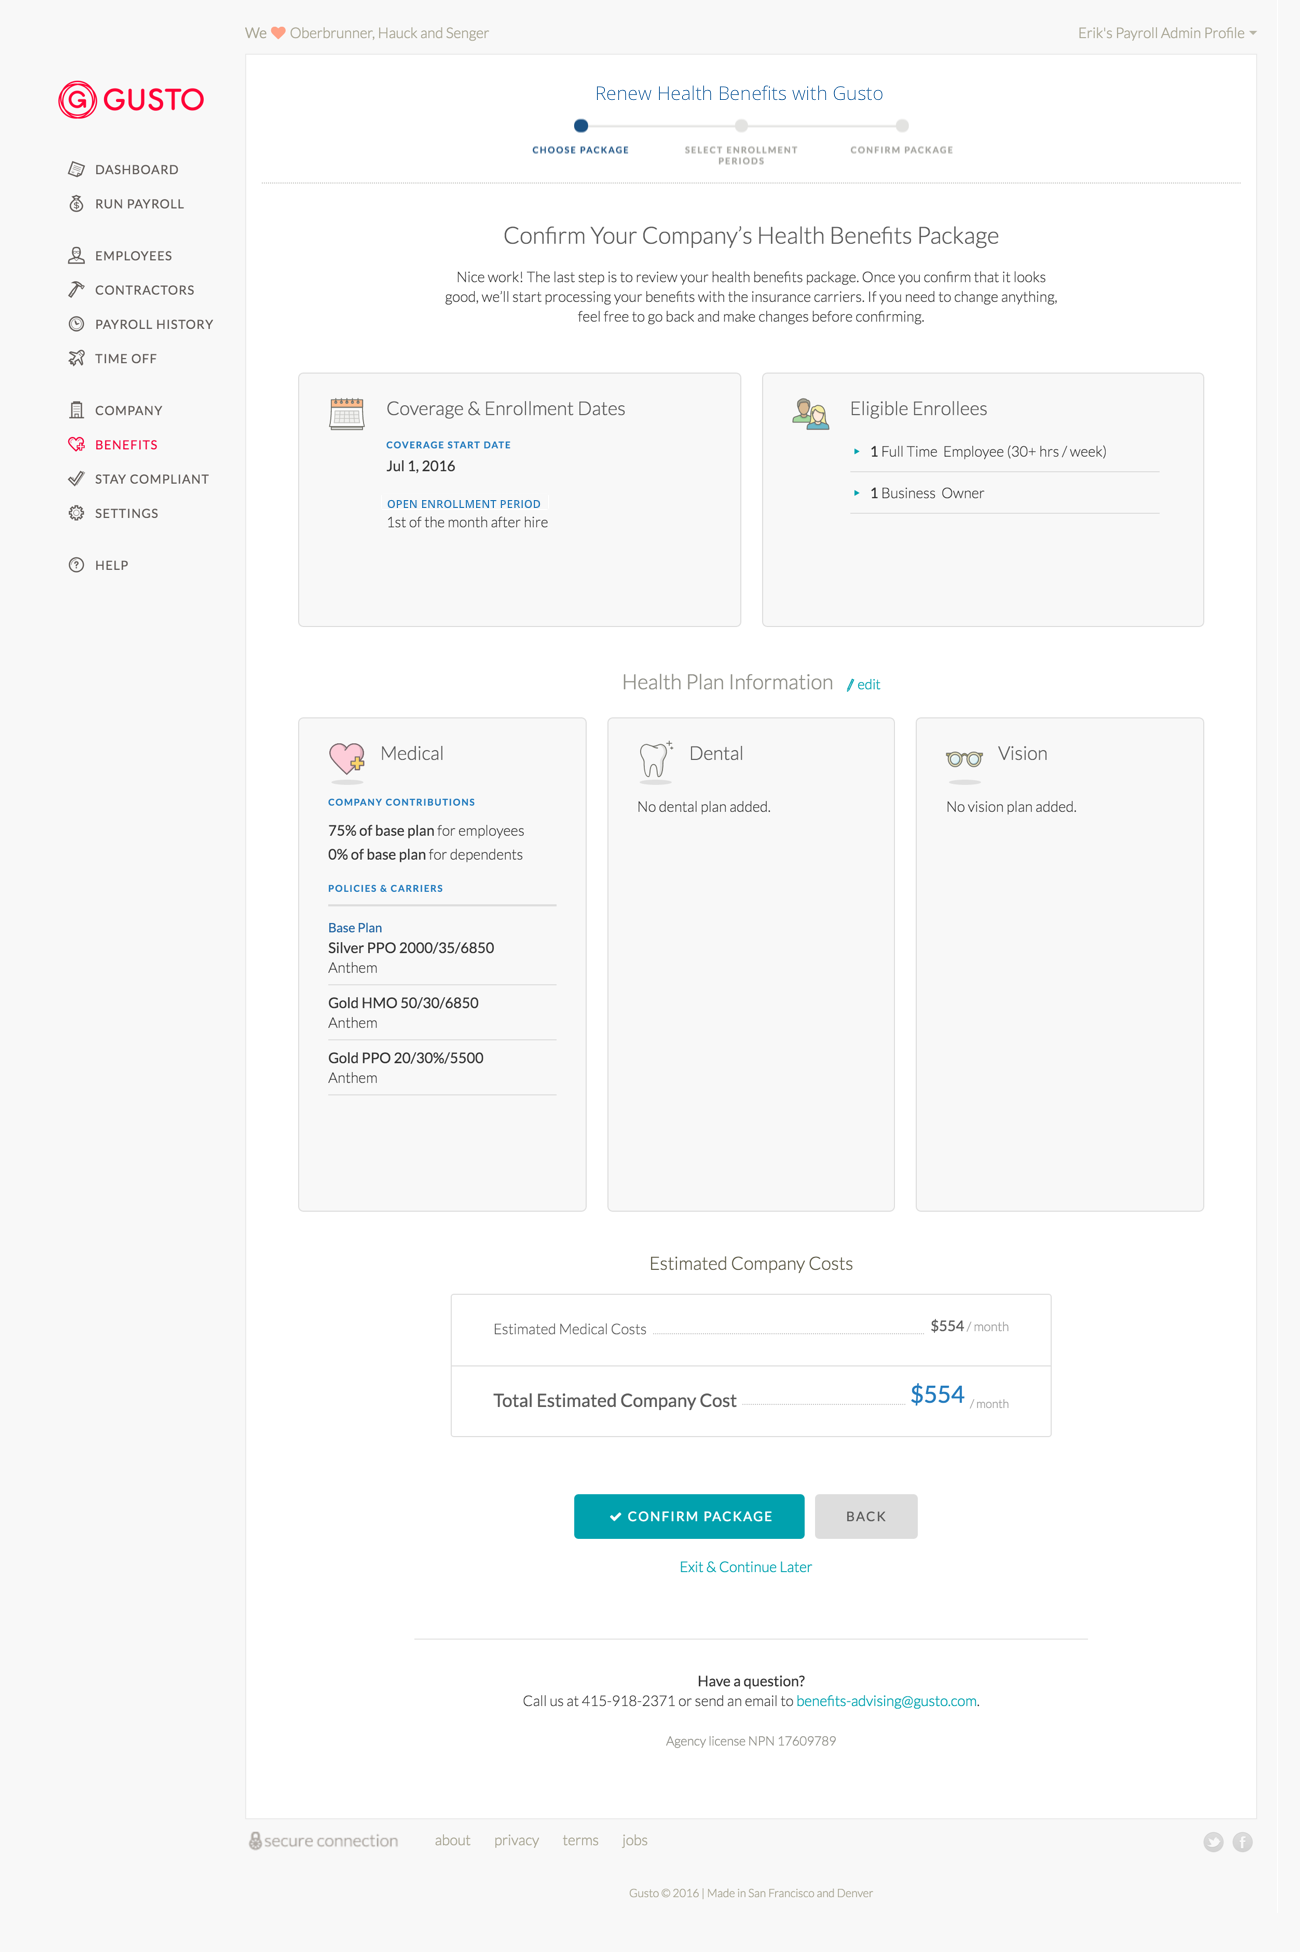 We Oberbrunner, Hauck and Senger
Erik's Payroll Admin Profile
GUSTO
DASHBOARD
RUN PAYROLL
EMPLOYEES
CONTRACTORS
PAYROLL HISTORY
TIME OFF
COMPANY
BENEFITS
STAY COMPLIANT
SETTINGS
HELP
Renew Health Benefits with Gusto
CHOOSE PACKAGE
SELECT ENROLLMENT
PERIODS
CONFIRM PACKAGE
Confirm Your Company's Health Benefits Package
Nice work! The last step is to review your health benefits package. Once you confirm that it looks
good, we'll start processing your benefits with the insurance carriers. If you need to change anything,
feel free to go back and make changes before confirming.
Coverage & Enrollment Dates
COVERAGE START DATE
Jul 1, 2016
OPEN ENROLLMENT PERIOD
1st of the month after hire
Eligible Enrollees
1 Full Time Employee (30+ hrs / week)
1 Business Owner
Health Plan Information
edit
Medical
COMPANY CONTRIBUTIONS
75% of base plan for employees
0% of base plan for dependents
POLICIES & CARRIERS
Base Plan
Silver PPO 2000/35/6850
Anthem
Gold HMO 50/30/6850
Anthem
Gold PPO 20/30%/5500
Anthem
Dental
No dental plan added.
Vision
No vision plan added.
Estimated Company Costs
Estimated Medical Costs $554 / month
Total Estimated Company Cost $554 / month
CONFIRM PACKAGE
BACK
Exit & Continue Later
Have a question?
Call us at 415-918-2371 or send an email to benefits-advising@gusto.com.
Agency license NPN 17609789
secure connection
about
privacy
terms
jobs
Gusto © 2016 | Made in San Francisco and Denver